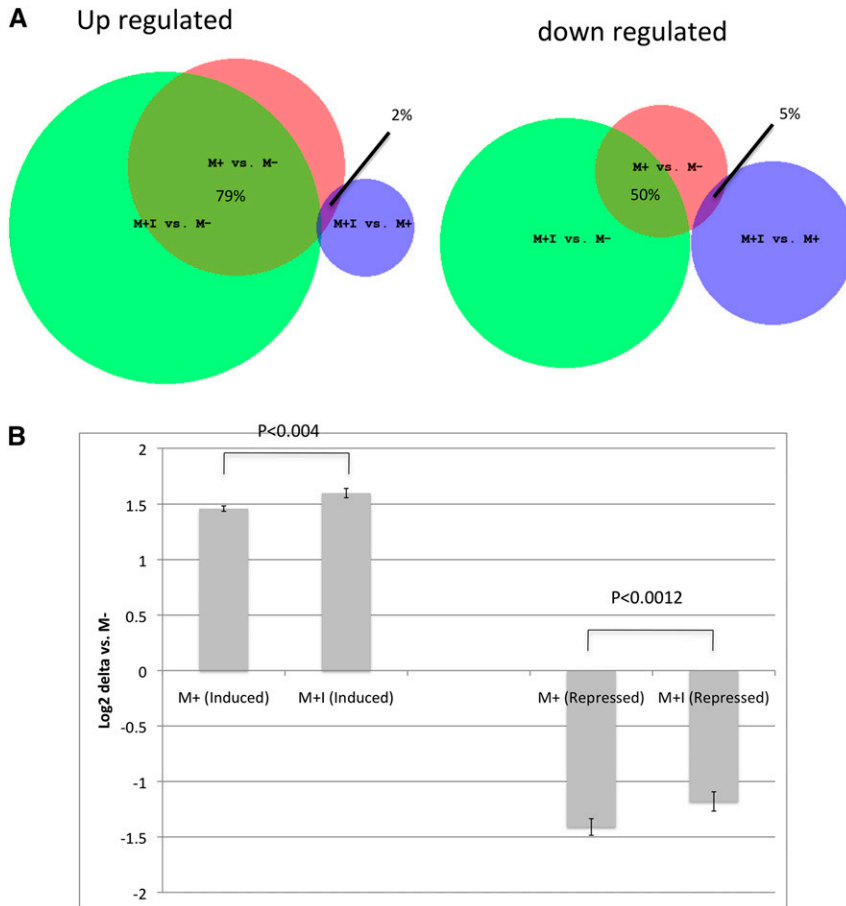 A
Up regulated
down regulated
2%
5%
M+ vs. M-
79%
M+I vs. M-
M+I vs. M+
M+ vs. M-
50%
M+I vs. M-
M+I vs. M+
B
P<0.004
P<0.0012
Log2 delta vs. M-
2
1.5
1
0.5
0
-0.5
-1
-1.5
-2
M+ (Induced)
M+I (Induced)
M+ (Repressed)
M+I (Repressed)